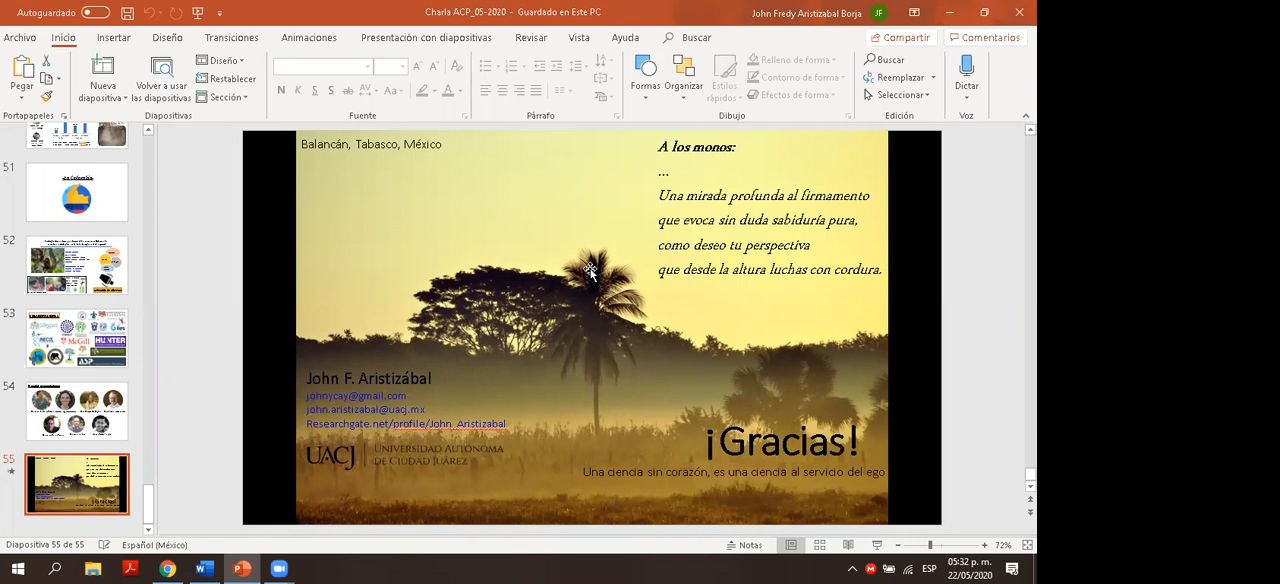 Autoguardado
Charla ACP_05-2020 - Guardado en Este PC
John Fredy Aristizabal Borja
JF
Archivo
Inicio
Insertar
Diseño
Transiciones
Animaciones
Presentación con diapositivas
Revisar
Vista
Ayuda
Buscar
Compartir
Comentarios
Pegar
Portapapeles
Nueva diapositiva
Volver a usar las diapositivas
Diseño
Restablecer
Sección
Diapositivas
N K S S ab AV Aa A
Fuente
Párrafo
Formas
Organizar
Estilos rápidos
Relleno de forma
Contorno de forma
Efectos de forma
Dibujo
Buscar
Reemplazar
Seleccionar
Edición
Dictar
Voz
51
52
53
McGill
HUNTER
ASP
54
55
Balancán, Tabasco, México
A los monos:
...
Una mirada profunda al firmamento
que evoca sin duda sabiduría pura,
como deseo tu perspectiva
que desde la altura luchas con cordura.
John F. Aristizábal
johnycay@gmail.com
john.aristizabal@uacj.mx
Researchgate.net/profile/John_Aristizabal
UACJ
UNIVERSIDAD AUTÓNOMA
DE CIUDAD JUÁREZ
¡Gracias!
Una ciencia sin corazón, es una ciencia al servicio del ego
Diapositiva 55 de 55
Español (México)
Notas
72%
ESP
05:32 p. m.
22/05/2020